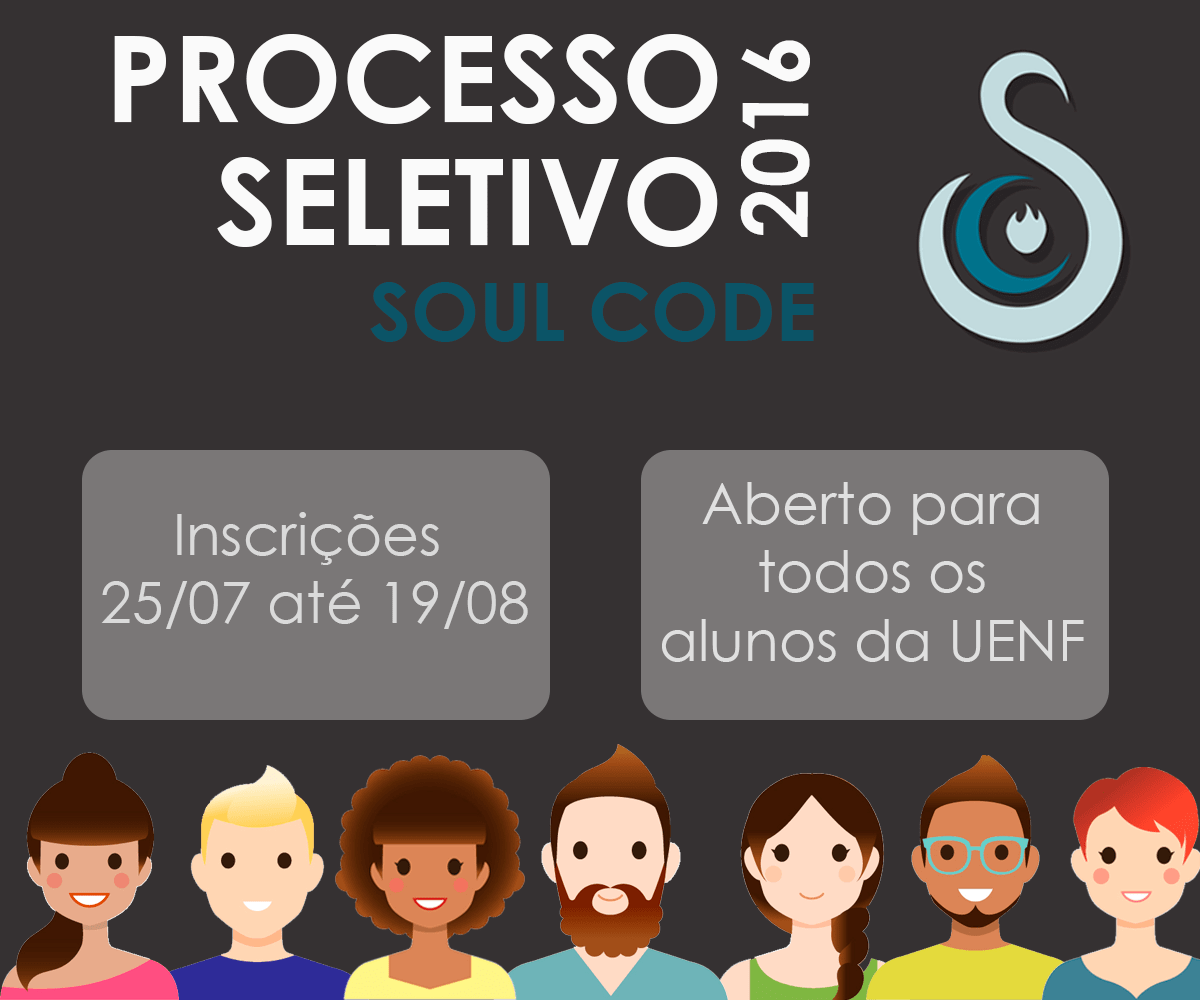 PROCESSO
SELETIVO
2016
SOUL CODE
Inscrições
25/07 até 19/08
Aberto para
todos os
alunos da UENF